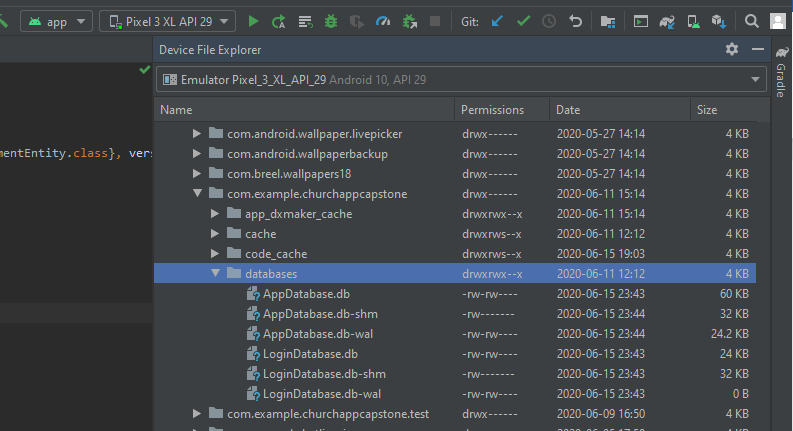 app Pixel 3 XL API 29 Git:
Device File Explorer
Emulator Pixel_3_XL_API_29 Android 10, API 29
Gradle
Name Permissions Date Size
com.android.wallpaper.livepicker drwx------ 2020-05-27 14:14 4 KB
mentEntity.class}, vers com.android.wallpaperbackup drwx------ 2020-05-27 14:14 4 KB
com.breel.wallpapers18 drwx------ 2020-05-27 14:14 4 KB
com.example.churchappcapstone drwx------ 2020-06-11 15:14 4 KB
app_dxmaker_cache drwxrwx--x 2020-06-11 15:14 4 KB
cache drwxrws--x 2020-06-11 12:12 4 KB
code_cache drwxrws--x 2020-06-15 19:03 4 KB
databases drwxrwx--x 2020-06-11 12:12 4 KB
AppDatabase.db -rw-rw---- 2020-06-15 23:43 60 KB
AppDatabase.db-shm -rw------- 2020-06-15 23:44 32 KB
AppDatabase.db-wal -rw-rw---- 2020-06-15 23:44 24.2 KB
LoginDatabase.db -rw-rw---- 2020-06-15 23:43 24 KB
LoginDatabase.db-shm -rw------- 2020-06-15 23:43 32 KB
LoginDatabase.db-wal -rw-rw---- 2020-06-15 23:43 0 B
com.example.churchappcapstone.test drwx------ 2020-06-09 16:50 4 KB